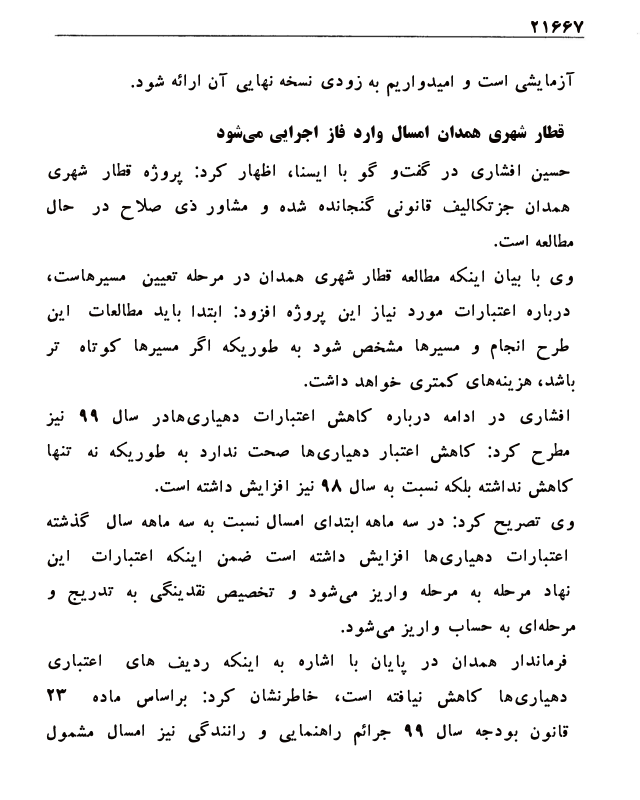 ۲۱۶۶۷
آزمایشی است و امیدواریم به زودی نسخه نهایی آن ارائه شود.
قطار شهری همدان امسال وارد فاز اجرایی می‌شود
حسین افشاری در گفت‌و گو با ایسنا، اظهار کرد: پروژه قطار شهری
همدان جزتکالیف قانونی گنجانده شده و مشاور ذی صلاح در حال
مطالعه است.
وی با بیان اینکه مطالعه قطار شهری همدان در مرحله تعیین مسیرهاست،
درباره اعتبارات مورد نیاز این پروژه افزود: ابتدا باید مطالعات این
طرح انجام و مسیرها مشخص شود به طوریکه اگر مسیرها کوتاه تر
باشد، هزینه‌های کمتری خواهد داشت.
افشاری در ادامه درباره کاهش اعتبارات دهیاری‌هادر سال ۹۹ نیز
مطرح کرد: کاهش اعتبار دهیاری‌ها صحت ندارد به طوریکه نه تنها
کاهش نداشته بلکه نسبت به سال ۹۸ نیز افزایش داشته است.
وی تصریح کرد: در سه ماهه ابتدای امسال نسبت به سه ماهه سال گذشته
اعتبارات دهیاری‌ها افزایش داشته است ضمن اینکه اعتبارات این
نهاد مرحله به مرحله واریز می‌شود و تخصیص نقدینگی به تدریج و
مرحله‌ای به حساب واریز می‌شود.
فرماندار همدان در پایان با اشاره به اینکه ردیف های اعتباری
دهیاری‌ها کاهش نیافته است، خاطرنشان کرد: براساس ماده ۲۳
قانون بودجه سال ۹۹ جرائم راهنمایی و رانندگی نیز امسال مشمول